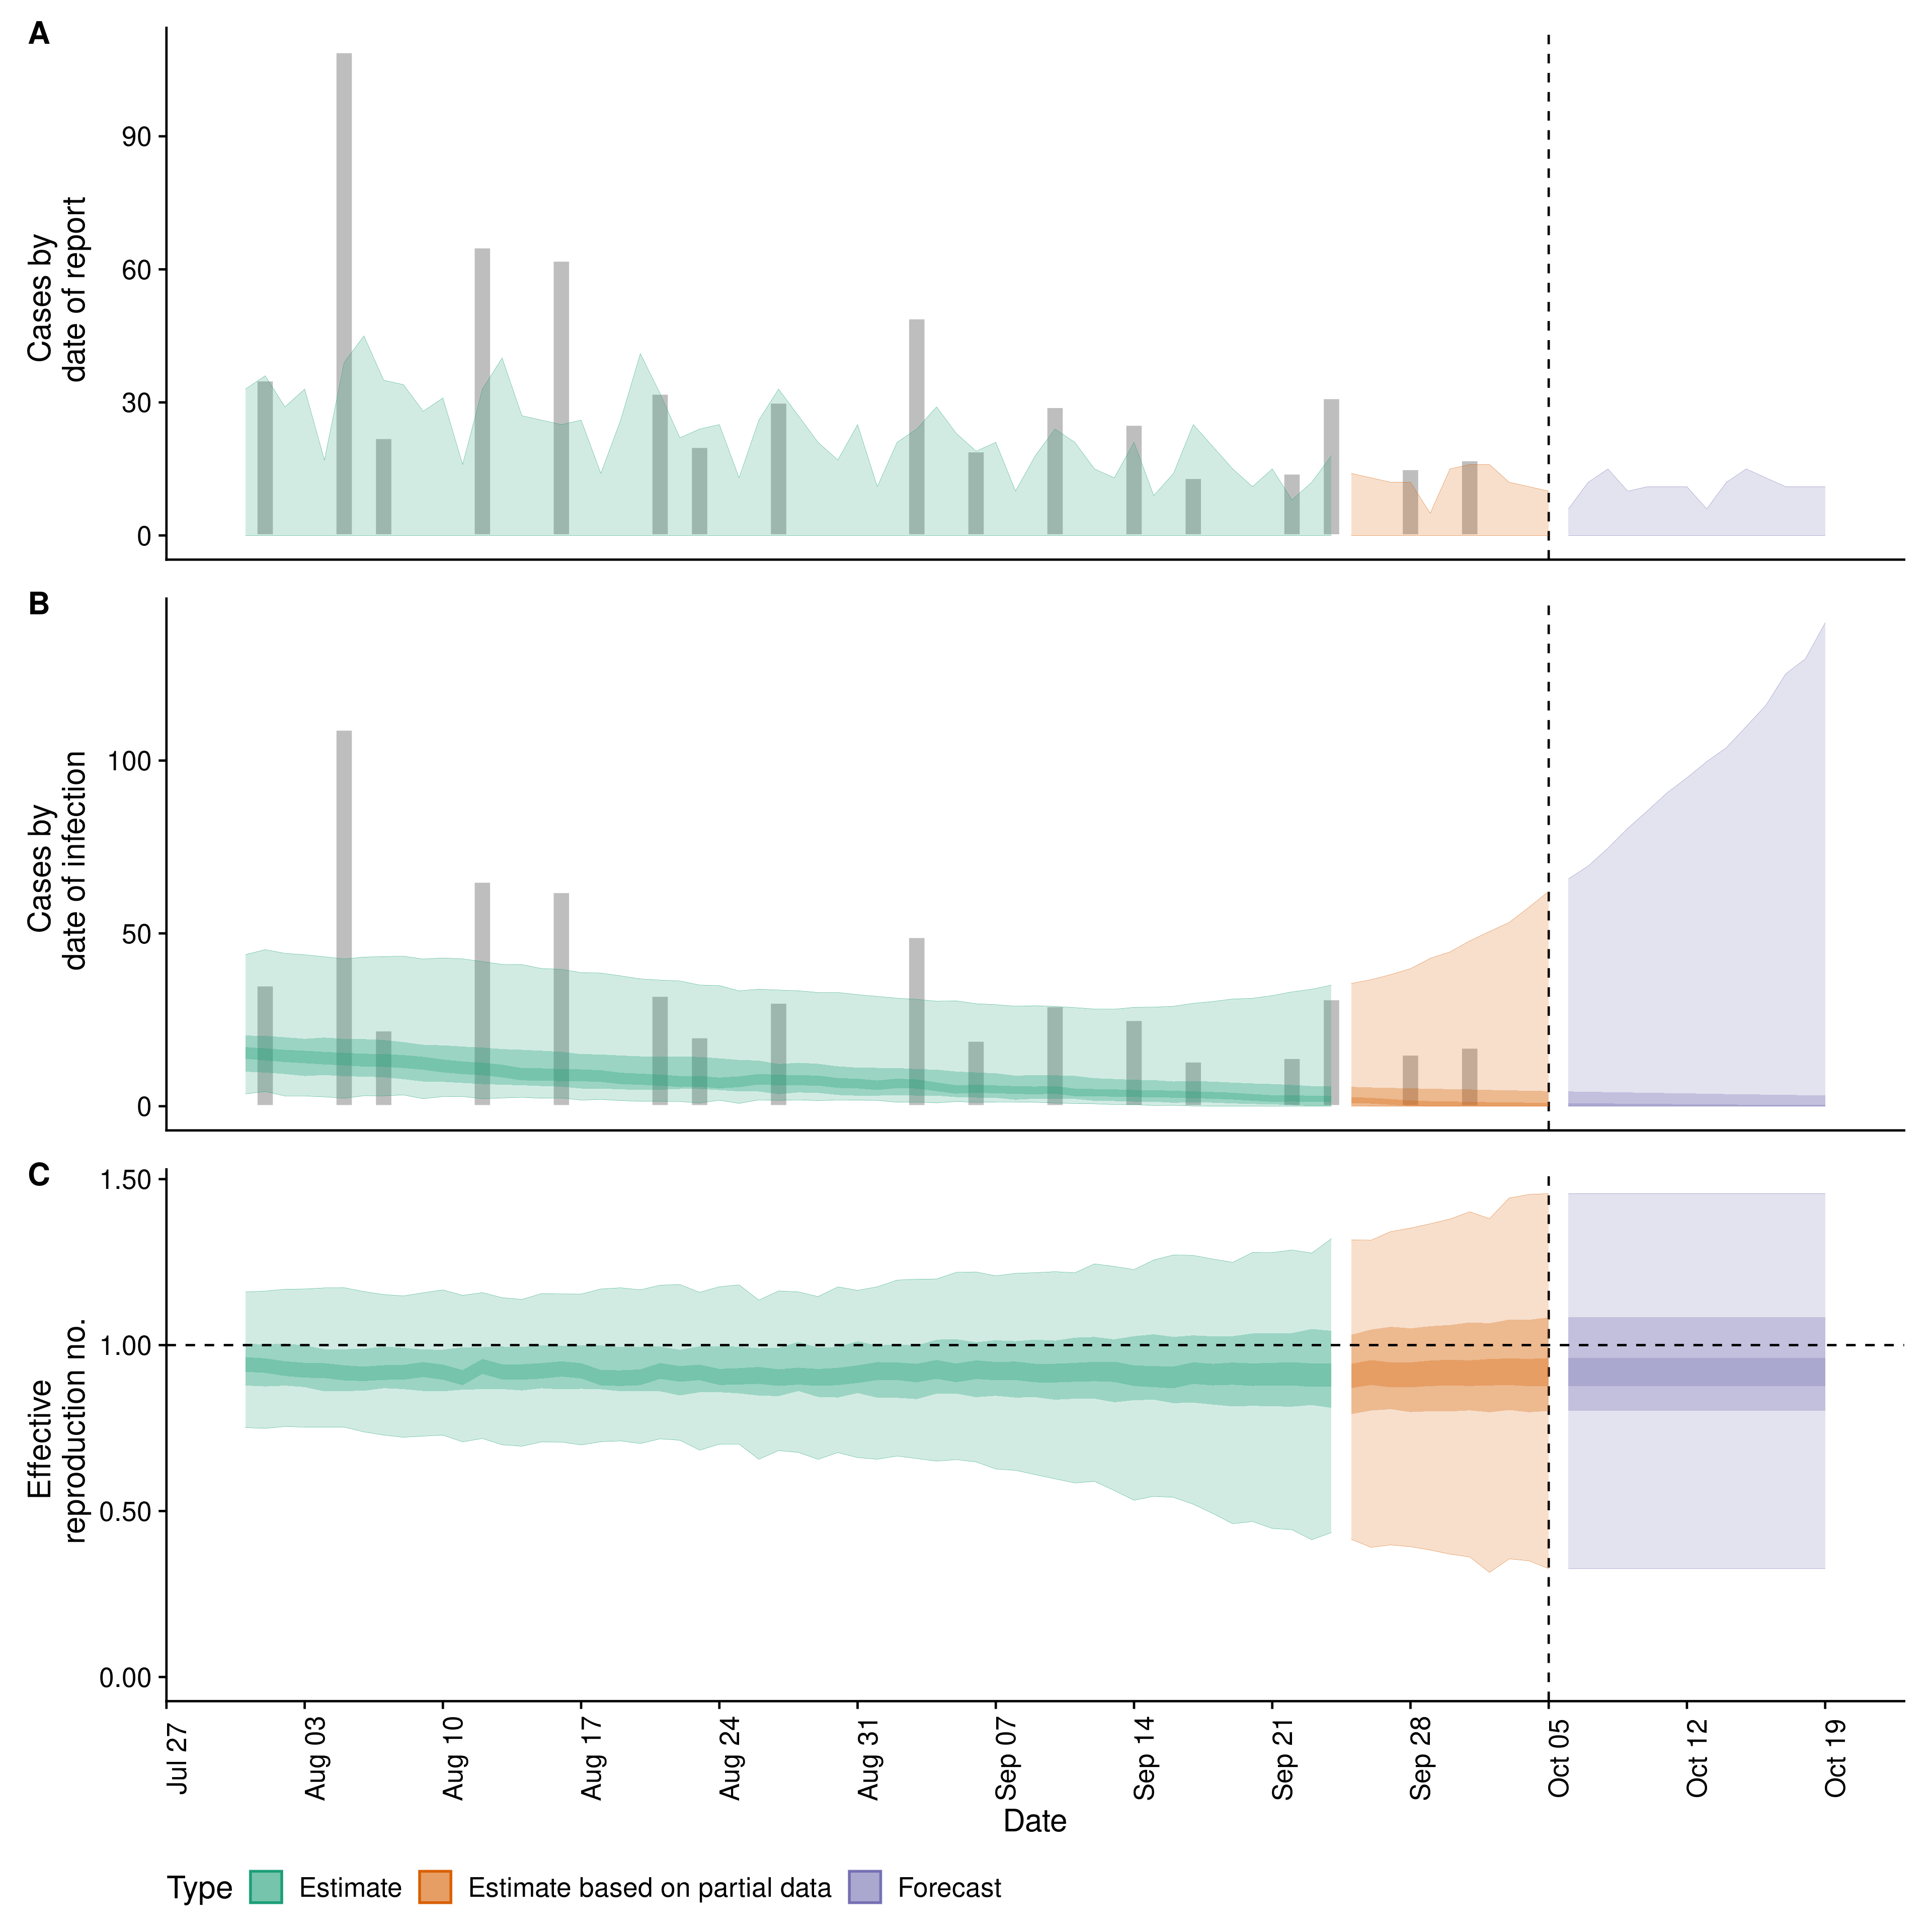 A
Cases by
date of report
90
60
30
0
B
Cases by
date of infection
100
50
0
C
Effective
reproduction no.
1.50
1.00
0.50
0.00
Jul 27
Aug 03
Aug 10
Aug 17
Aug 24
Aug 31
Sep 07
Sep 14
Sep 21
Sep 28
Oct 05
Oct 12
Oct 19
Date
Type Estimate Estimate based on partial data Forecast